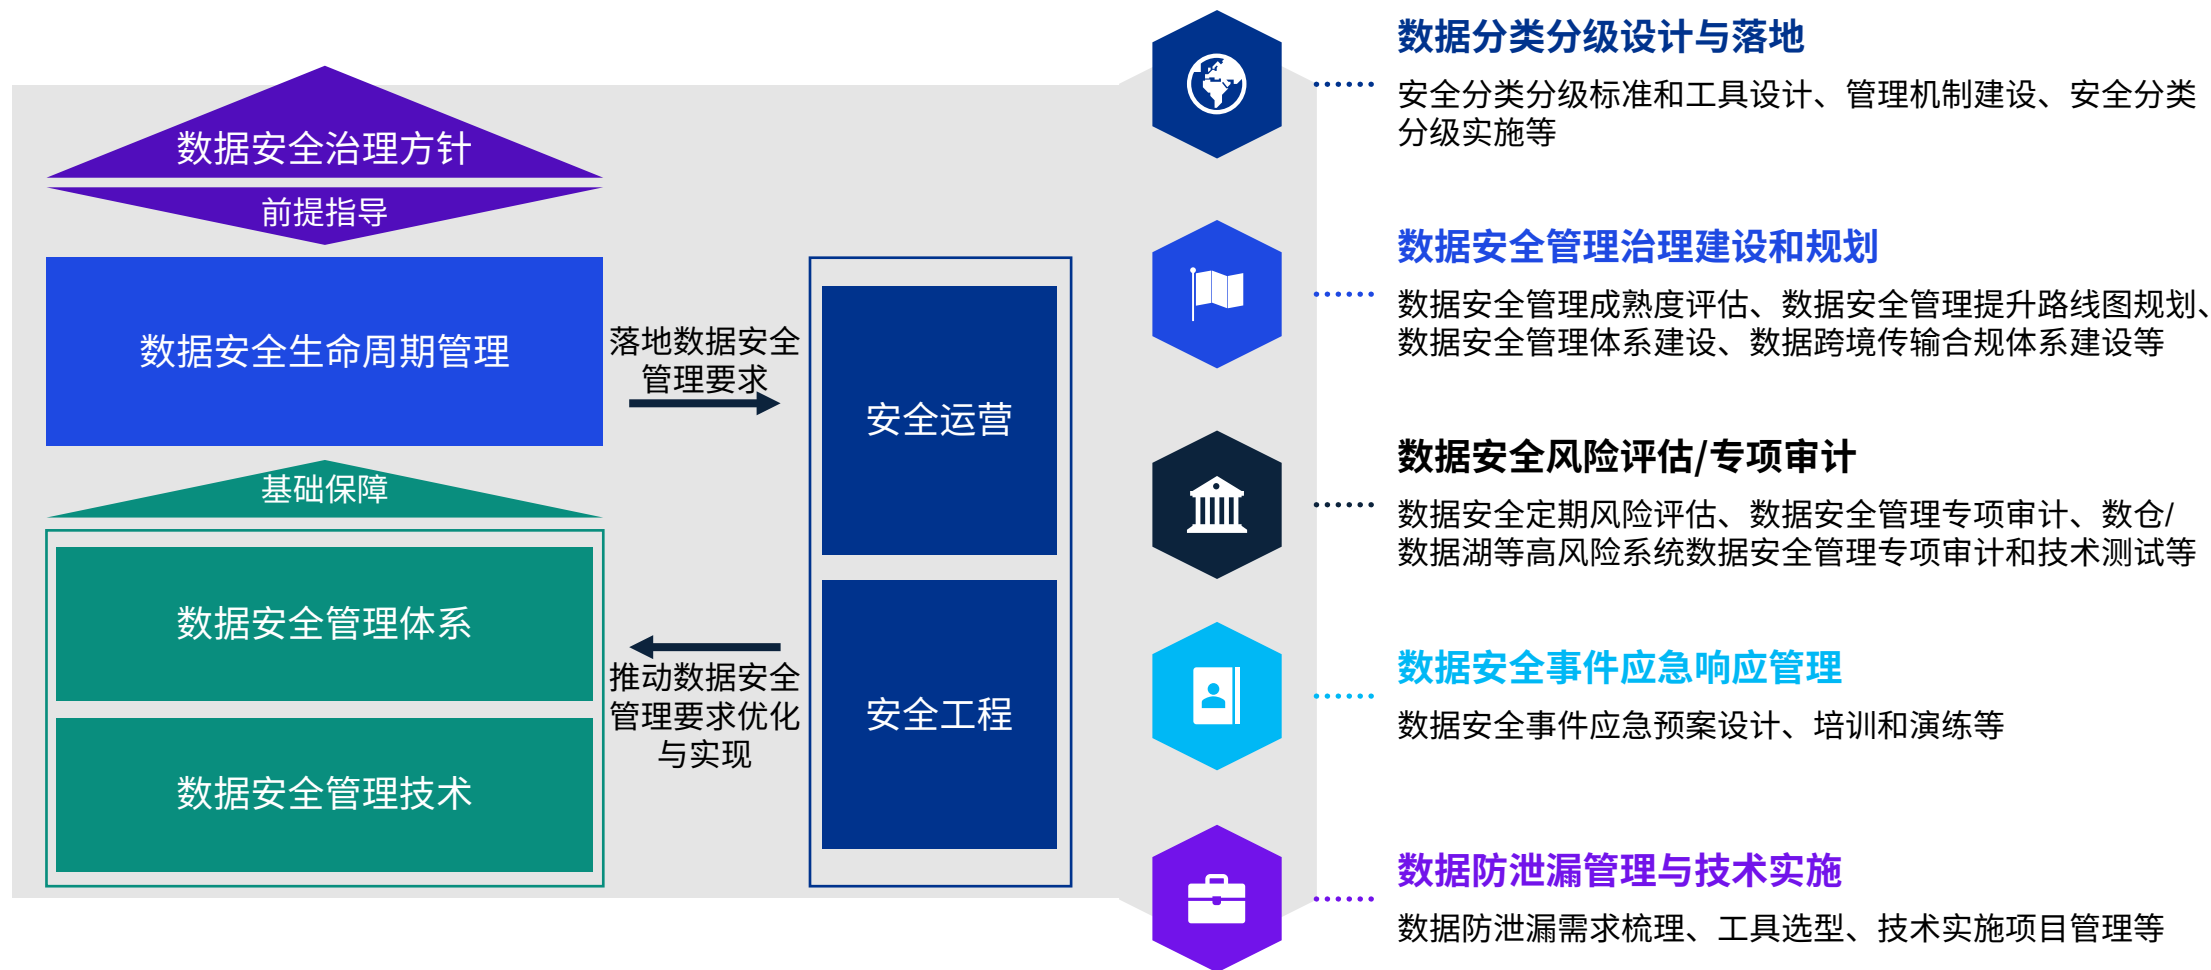 数据安全治理方针
前提指导
数据安全生命周期管理
基础保障
数据安全管理体系
数据安全管理技术
落地数据安全
管理要求
推动数据安全
管理要求优化
与实现
安全运营
安全工程
数据分类分级设计与落地
安全分类分级标准和工具设计、管理机制建设、安全分类
分级实施等
数据安全管理治理建设和规划
数据安全管理成熟度评估、数据安全管理提升路线图规划、
数据安全管理体系建设、数据跨境传输合规体系建设等
数据安全风险评估/专项审计
数据安全定期风险评估、数据安全管理专项审计、数仓/
数据湖等高风险系统数据安全管理专项审计和技术测试等
数据安全事件应急响应管理
数据安全事件应急预案设计、培训和演练等
数据防泄漏管理与技术实施
数据防泄漏需求梳理、工具选型、技术实施项目管理等